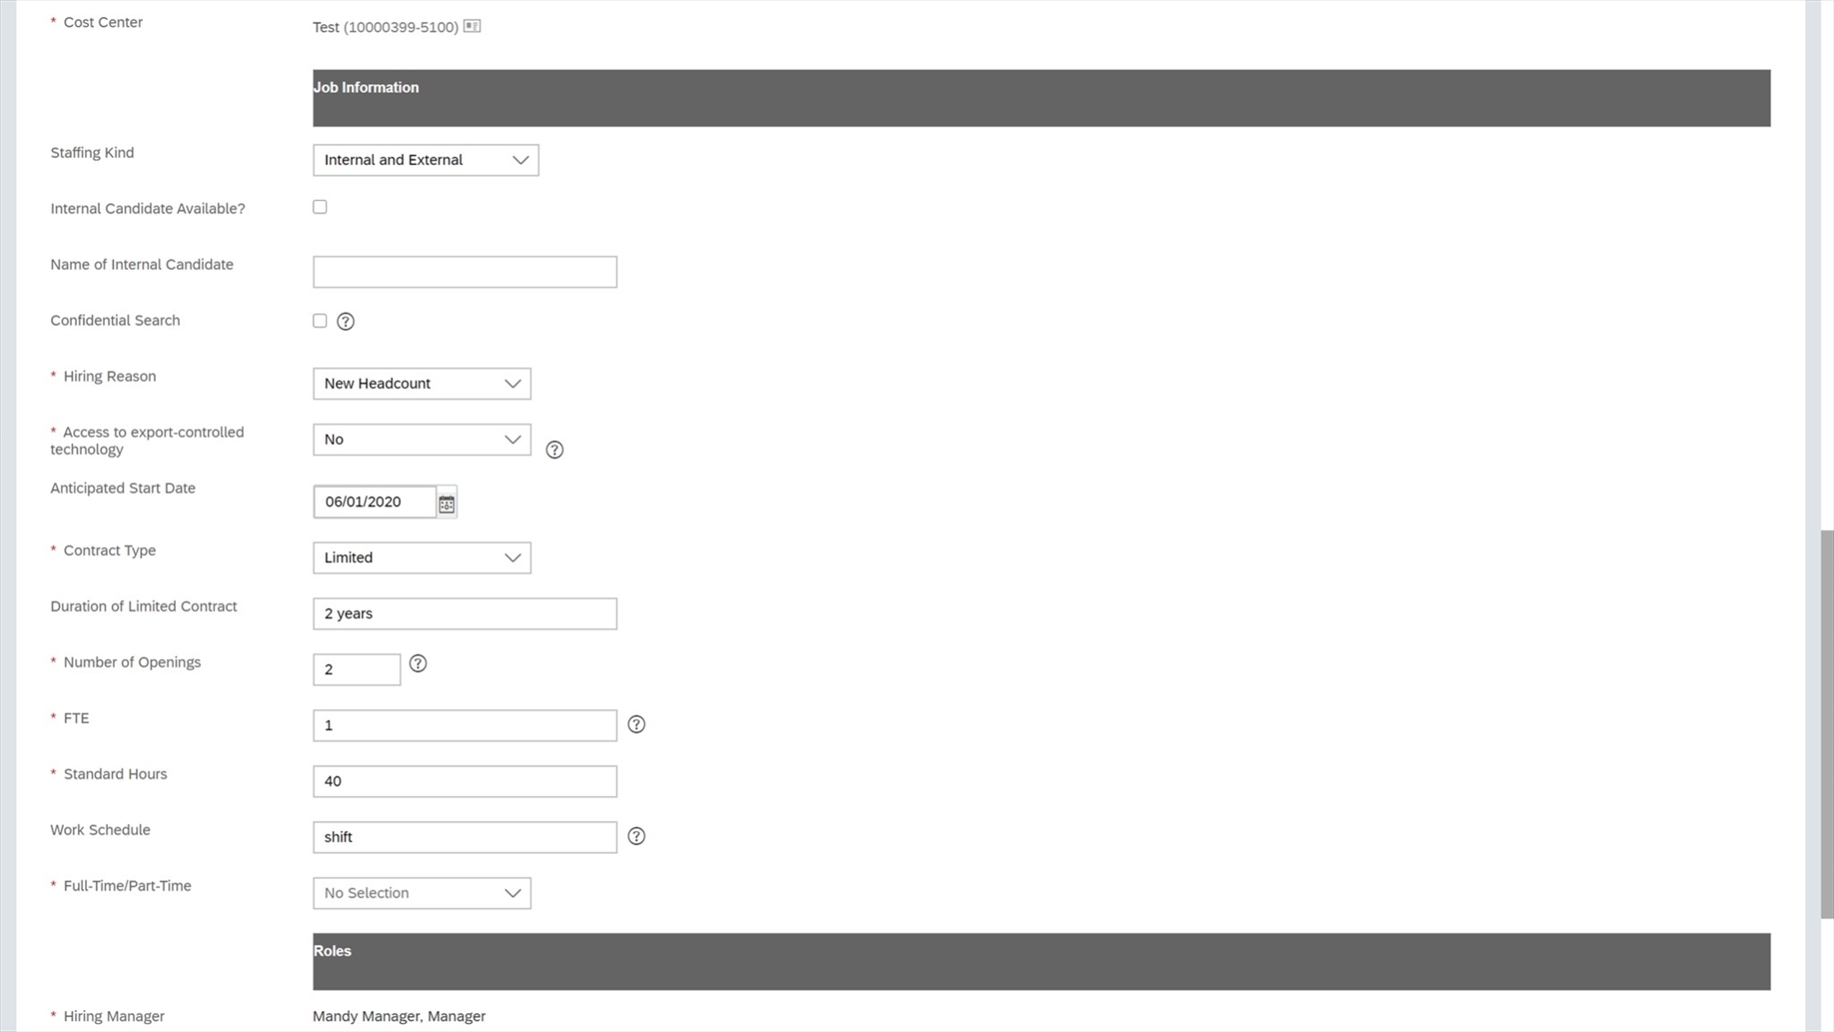 * Cost Center
Test (10000399-5100)
Job Information
Staffing Kind
Internal and External
Internal Candidate Available?
Name of Internal Candidate
Confidential Search
* Hiring Reason
New Headcount
* Access to export-controlled
technology
No
Anticipated Start Date
06/01/2020
* Contract Type
Limited
Duration of Limited Contract
2 years
* Number of Openings
2
* FTE
1
* Standard Hours
40
Work Schedule
shift
* Full-Time/Part-Time
No Selection
Roles
* Hiring Manager
Mandy Manager, Manager